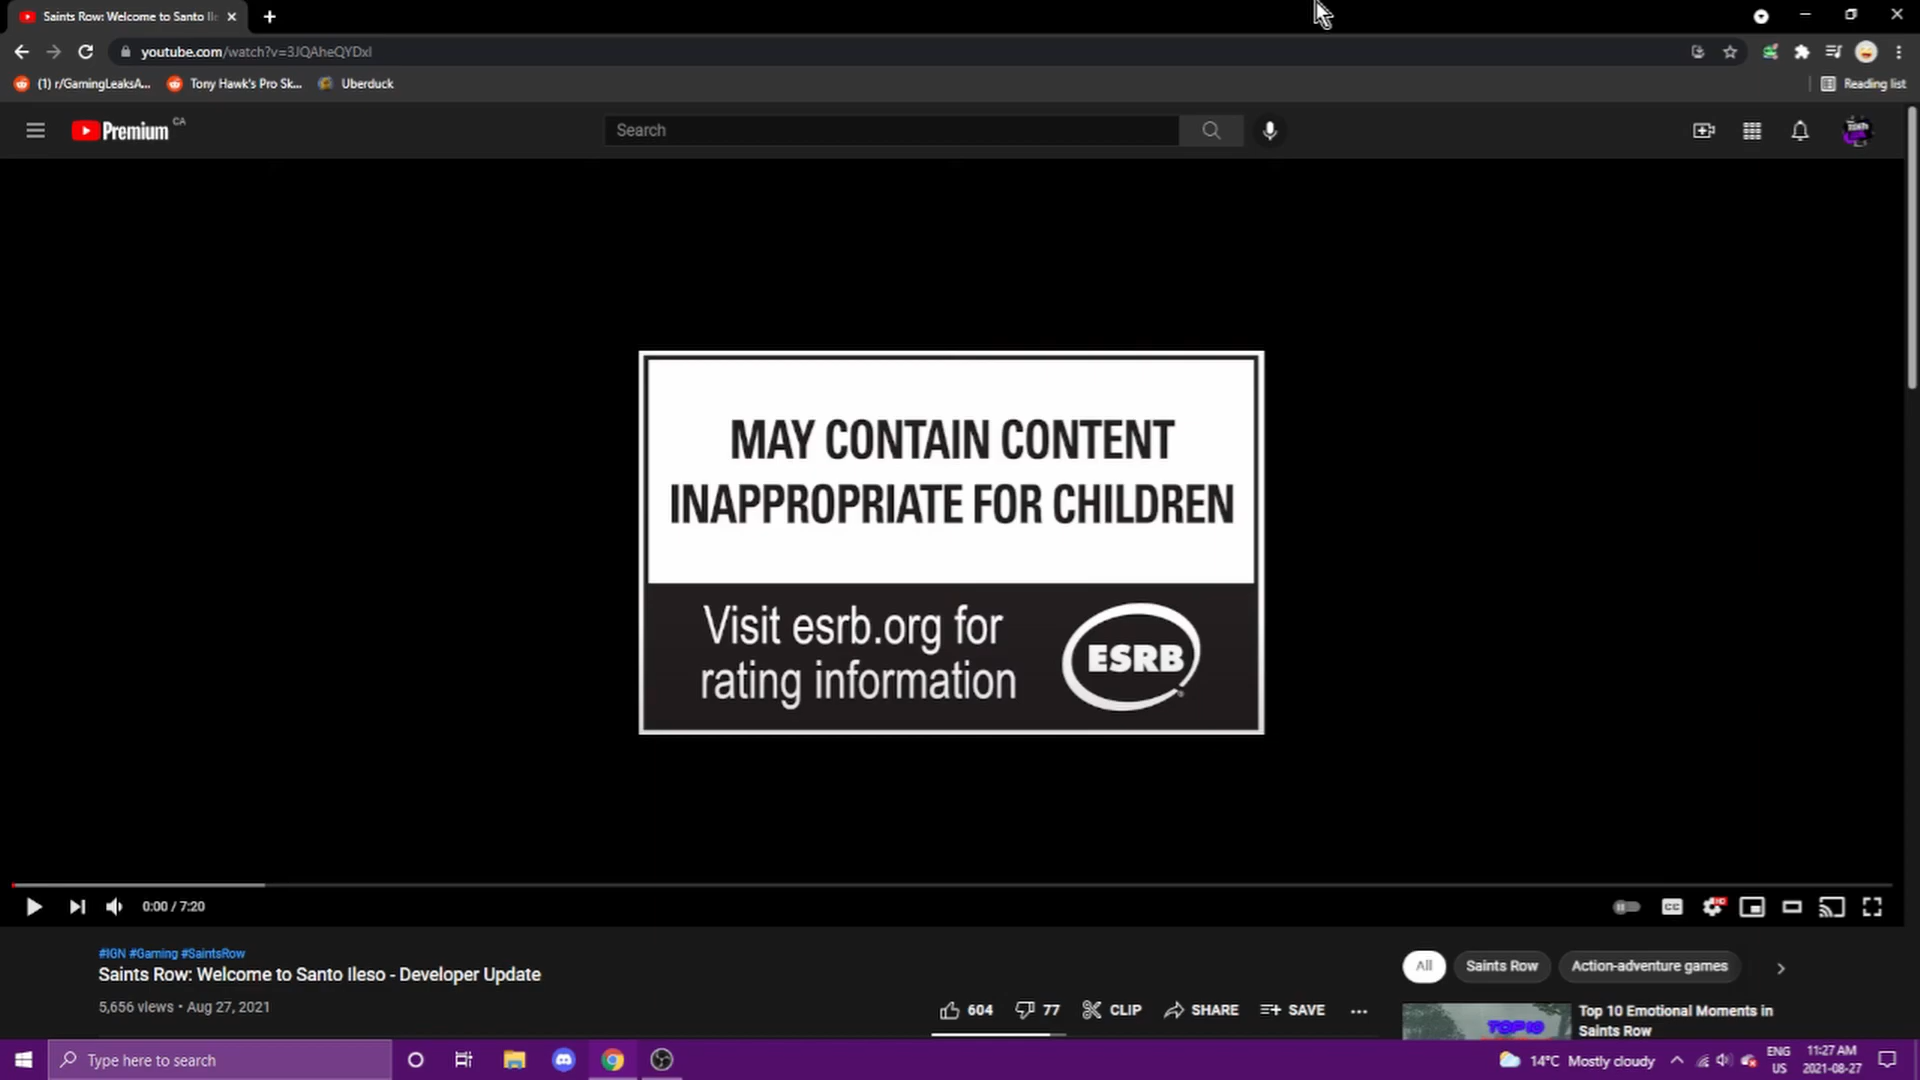 Saints Row: Welcome to Santo Ile
youtube.com/watch?v=3JQAheQYDxI
(1) r/GamingLeaksA...
Tony Hawk's Pro Sk...
Uberduck
Reading list
Premium CA
Search
MAY CONTAIN CONTENT
INAPPROPRIATE FOR CHILDREN
Visit esrb.org for
rating information
ESRB
0:00 / 7:20
CC
#IGN #Gaming #SaintsRow
Saints Row: Welcome to Santo Ileso - Developer Update
5,656 views • Aug 27, 2021
604
77
CLIP
SHARE
SAVE
All
Saints Row
Action-adventure games
TOP 10
Top 10 Emotional Moments in
Saints Row
Type here to search
14°C Mostly cloudy
ENG
US
11:27 AM
2021-08-27